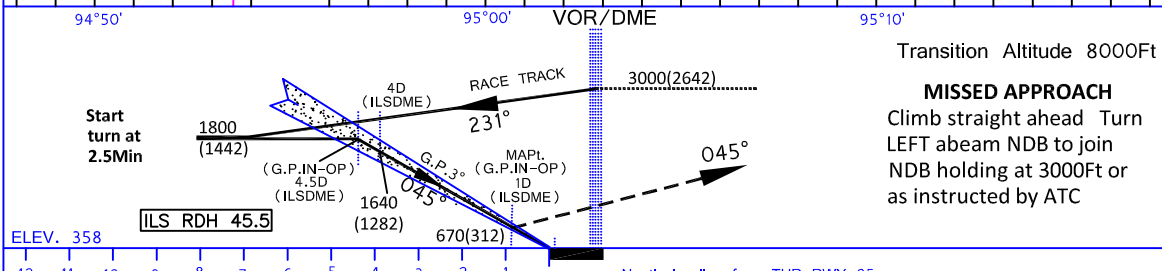 94°50'
95°00'
95°10'
VOR/DME
Transition Altitude 8000Ft
MISSED APPROACH
Climb straight ahead Turn
LEFT abeam NDB to join
NDB holding at 3000Ft or
as instructed by ATC
RACE TRACK
3000(2642)
231°
4D
(ILSDME)
Start
turn at
2.5Min
1800
(1442)
(G.P.IN-OP)
4.5D
(ILSDME)
G.P.3°
045°
MAPt.
(G.P.IN-OP)
1D
(ILSDME)
045°
1640
(1282)
670(312)
ILS RDH 45.5
ELEV. 358